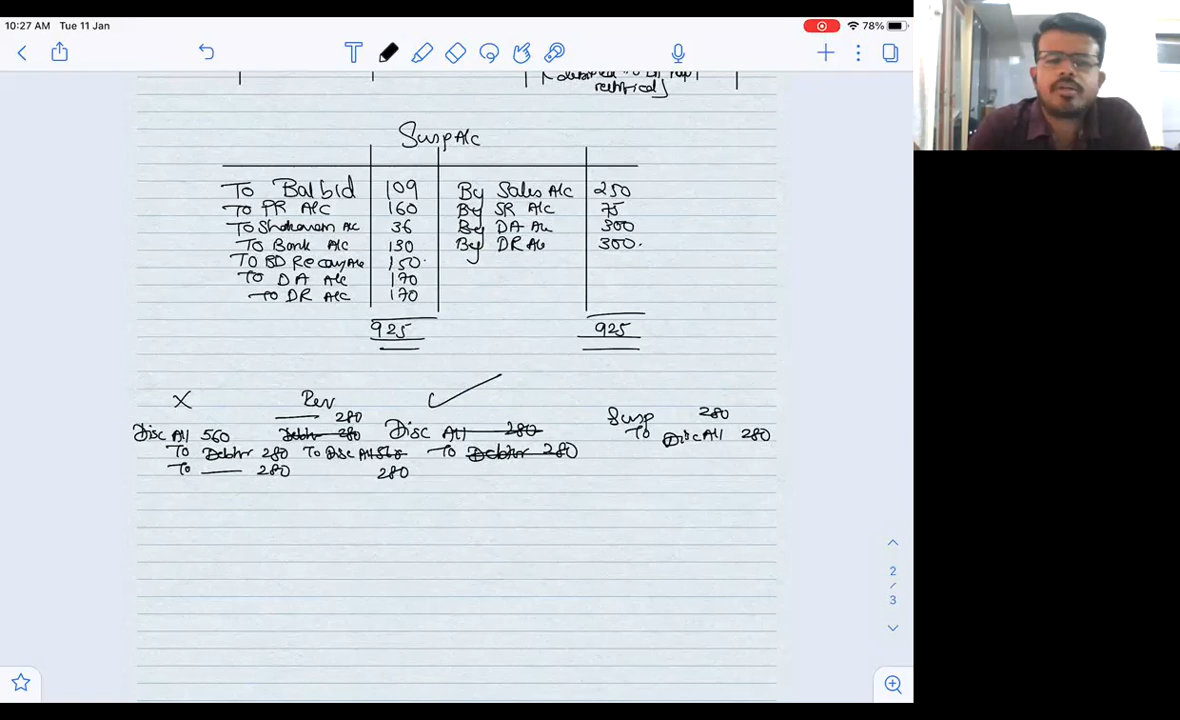 10:27 AM Tue 11 Jan
78%
rectified]
Susp A/c
To Bal b/d 109 By Sales A/c 250
To PR A/c 160 By SR A/c 75
To Shokaram A/c 36 By DA A/c 300
To Bank A/c 130 By DR A/c 300
To BD Recovy A/c 150
To DA A/c 170
To DR A/c 170
925 925
X Rev ✓
280 Susp 280
Disc All 560 Debtor 280 Disc All 280 To Disc All 280
To Debtor 280 To Disc All 560 To Debtor 280
To 280 280
2
/
3